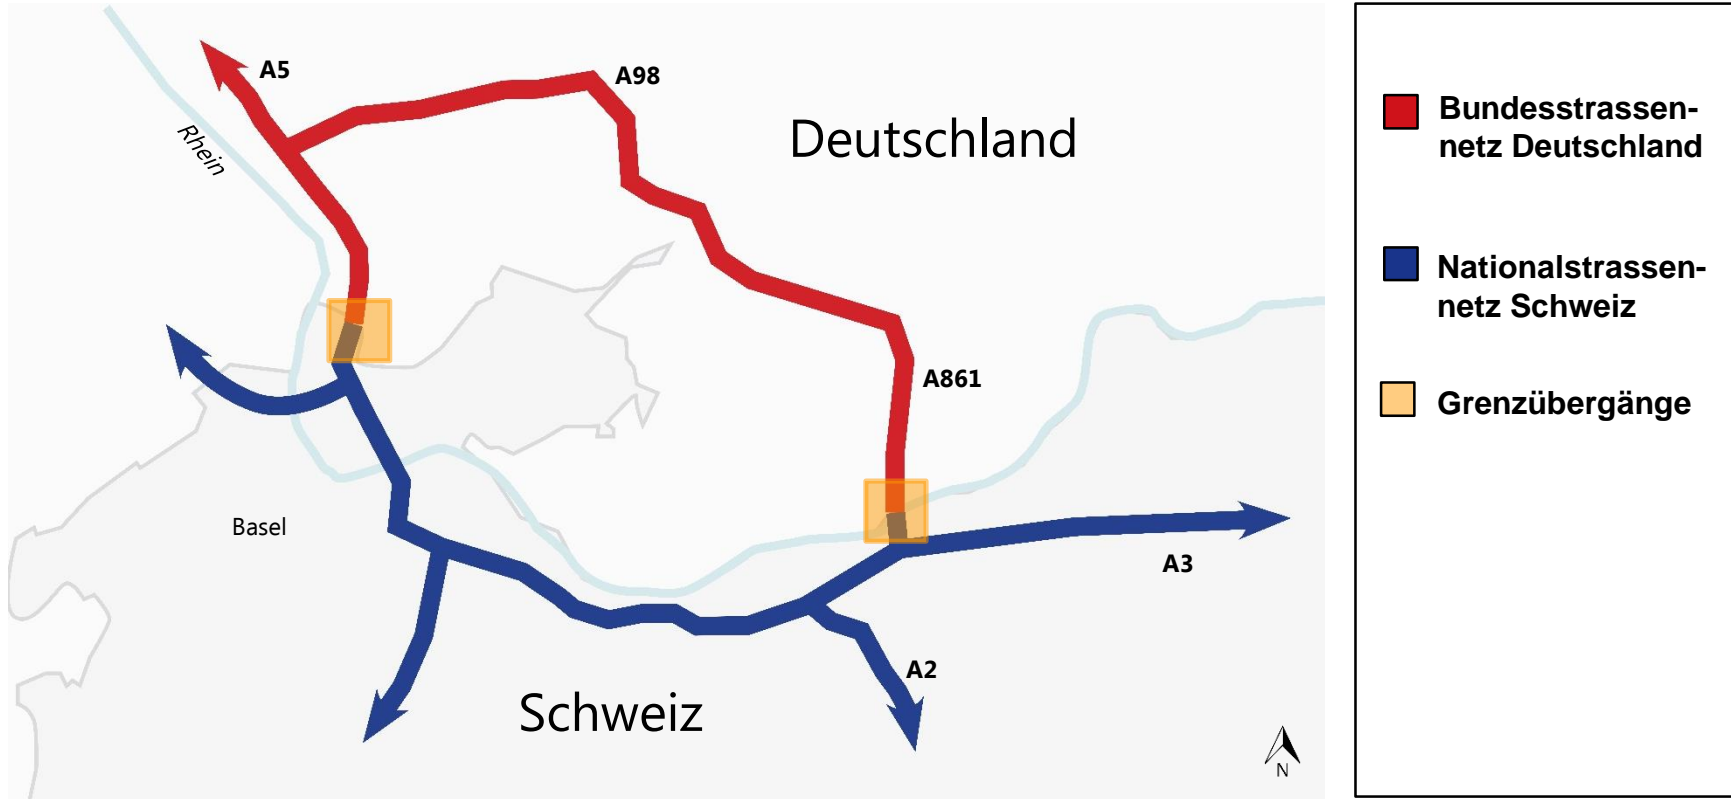 A5
A98
Rhein
Deutschland
A861
Basel
A3
A2
Schweiz
N
Bundesstrassen-
netz Deutschland
Nationalstrassen-
netz Schweiz
Grenzübergänge